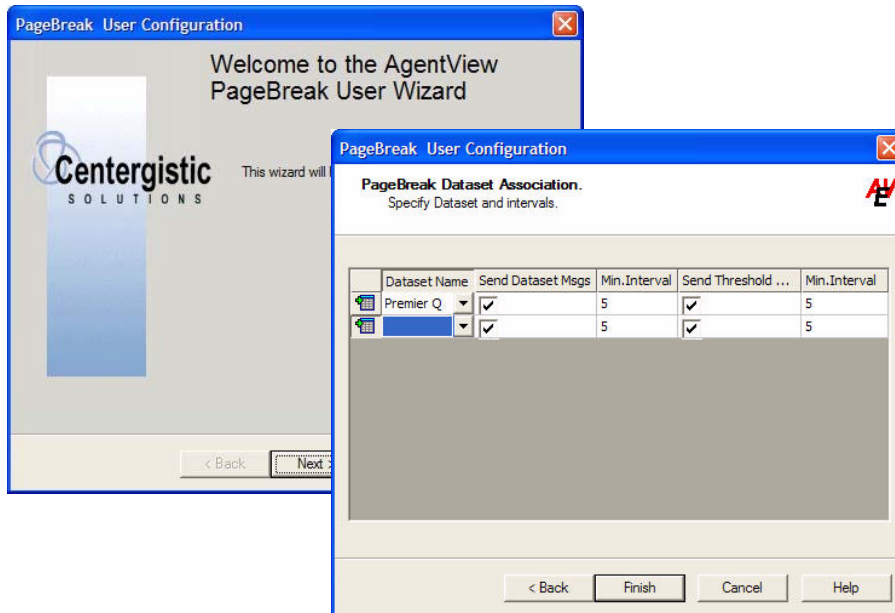 PageBreak User Configuration
Welcome to the AgentView
PageBreak User Wizard
Centergistic
SOLUTIONS
This wizard will
< Back
Next >
PageBreak User Configuration
PageBreak Dataset Association.
Specify Dataset and intervals.
AVE
Dataset Name Send Dataset Msgs Min.Interval Send Threshold ... Min.Interval
Premier Q 5 5
5 5
< Back Finish Cancel Help